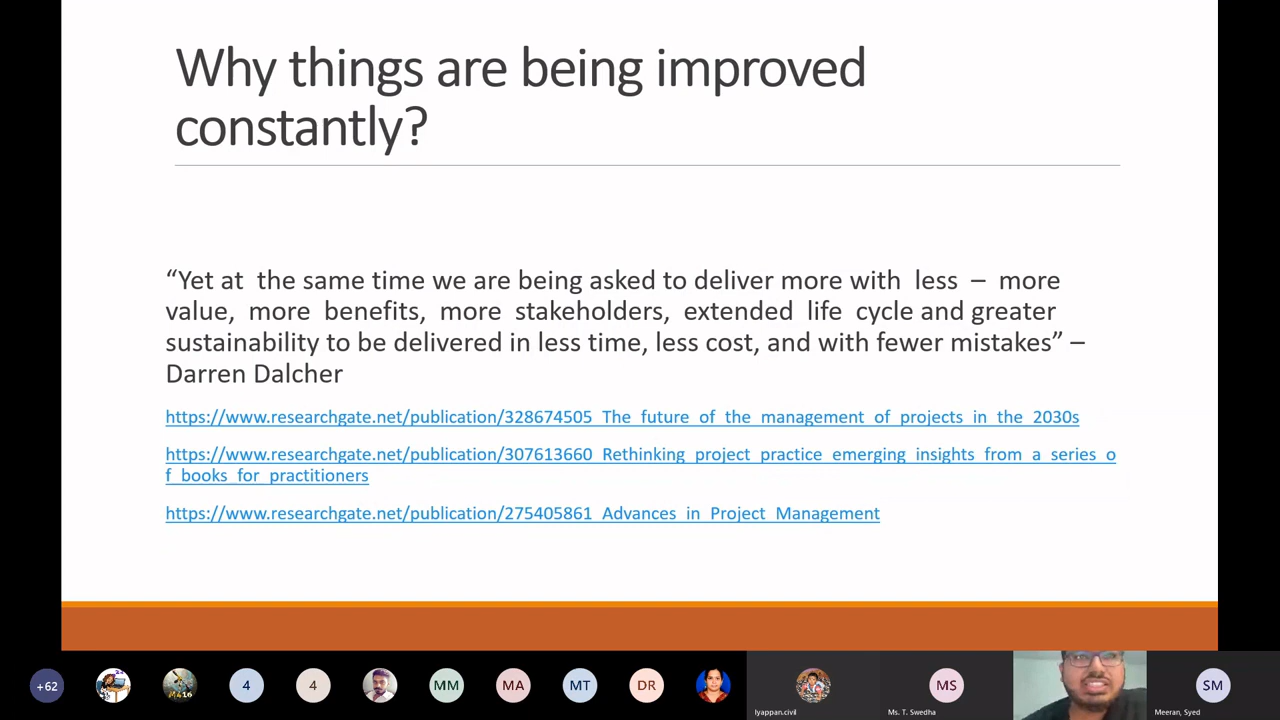 Why things are being improved
constantly?
“Yet at the same time we are being asked to deliver more with less – more
value, more benefits, more stakeholders, extended life cycle and greater
sustainability to be delivered in less time, less cost, and with fewer mistakes” –
Darren Dalcher
https://www.researchgate.net/publication/328674505_The_future_of_the_management_of_projects_in_the_2030s
https://www.researchgate.net/publication/307613660_Rethinking_project_practice_emerging_insights_from_a_series_o
f_books_for_practitioners
https://www.researchgate.net/publication/275405861_Advances_in_Project_Management
+62
M416
4
4
MM
MA
MT
DR
MS
SM
Iyappan.civil
Ms. T. Swedha
Meeran, Syed